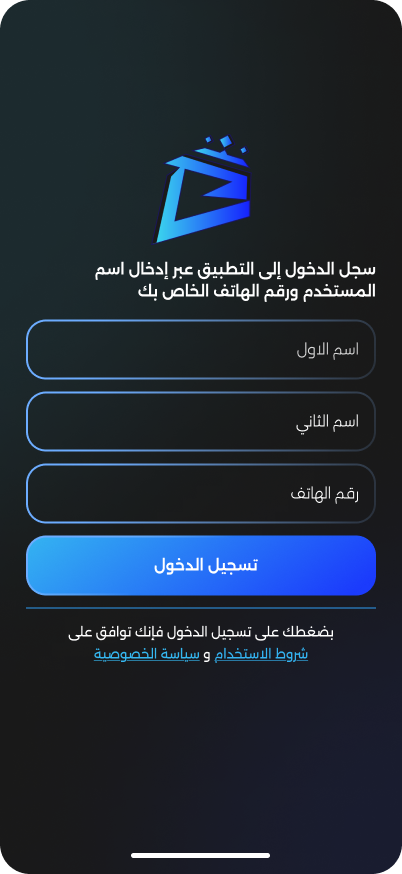 سجل الدخول إلى التطبيق عبر إدخال اسم
المستخدم ورقم الهاتف الخاص بك
اسم الاول
اسم الثاني
رقم الهاتف
تسجيل الدخول
بضغطك على تسجيل الدخول فإنك توافق على
شروط الاستخدام و سياسة الخصوصية